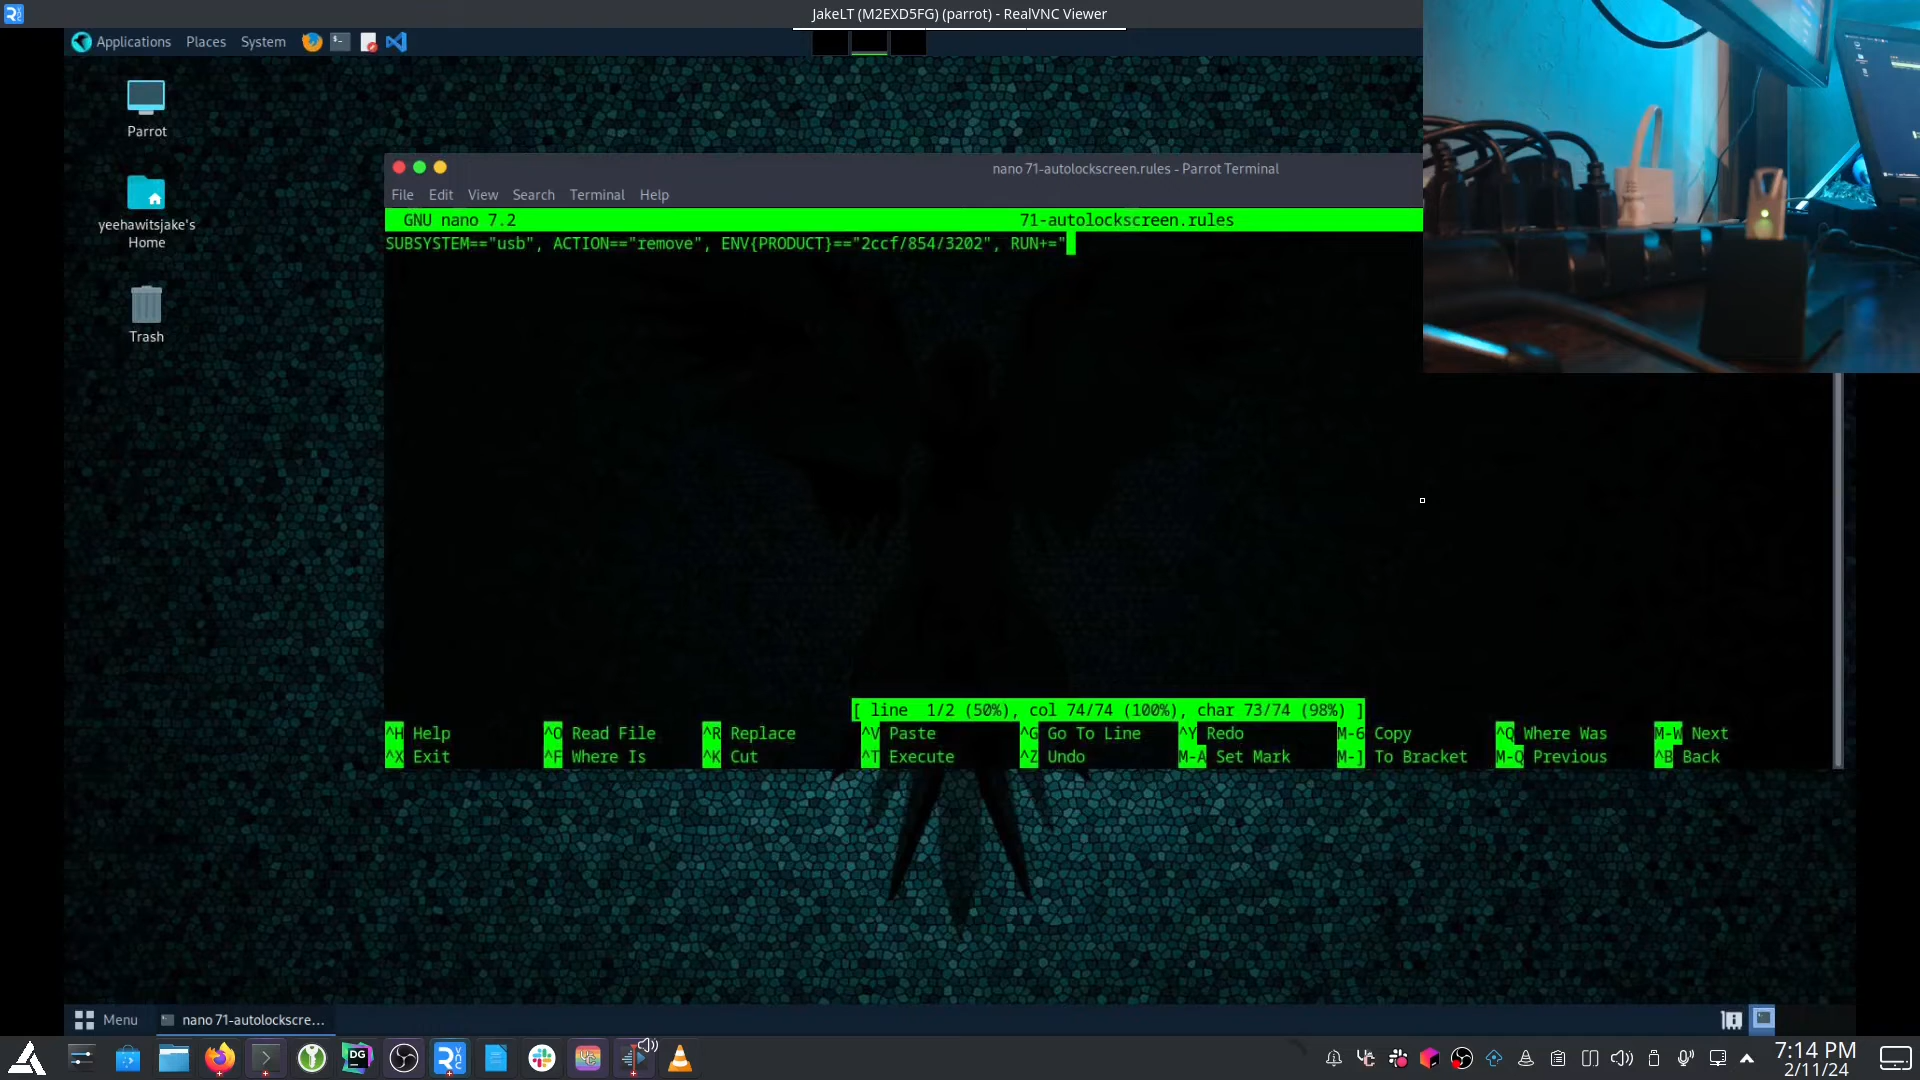 JakeLT (M2EXD5FG) (parrot) - RealVNC Viewer
Applications Places System
Parrot
yeehawitsjake's
Home
Trash
nano 71-autolockscreen.rules - Parrot Terminal
File Edit View Search Terminal Help
GNU nano 7.2 71-autolockscreen.rules
SUBSYSTEM=="usb", ACTION=="remove", ENV{PRODUCT}=="2ccf/854/3202", RUN+="
[ line 1/2 (50%), col 74/74 (100%), char 73/74 (98%) ]
^H Help ^O Read File ^R Replace ^V Paste ^G Go To Line ^Y Redo M-6 Copy ^Q Where Was M-W Next
^X Exit ^F Where Is ^K Cut ^T Execute ^Z Undo M-A Set Mark M-] To Bracket M-Q Previous ^B Back
Menu nano 71-autolockscre...
DG
7:14 PM
2/11/24